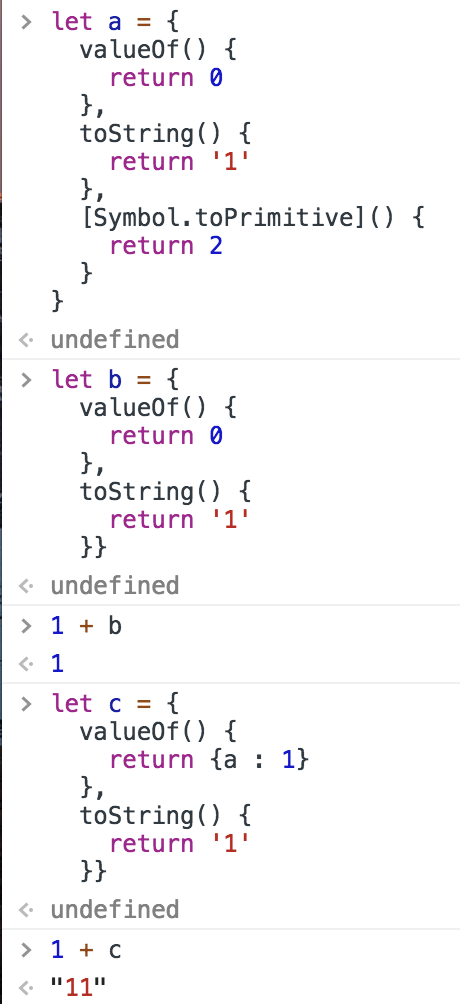 > let a = {
    valueOf() {
      return 0
    },
    toString() {
      return '1'
    },
    [Symbol.toPrimitive]() {
      return 2
    }
  }
<· undefined
> let b = {
    valueOf() {
      return 0
    },
    toString() {
      return '1'
    }}
<· undefined
> 1 + b
<· 1
> let c = {
    valueOf() {
      return {a : 1}
    },
    toString() {
      return '1'
    }}
<· undefined
> 1 + c
<· "11"